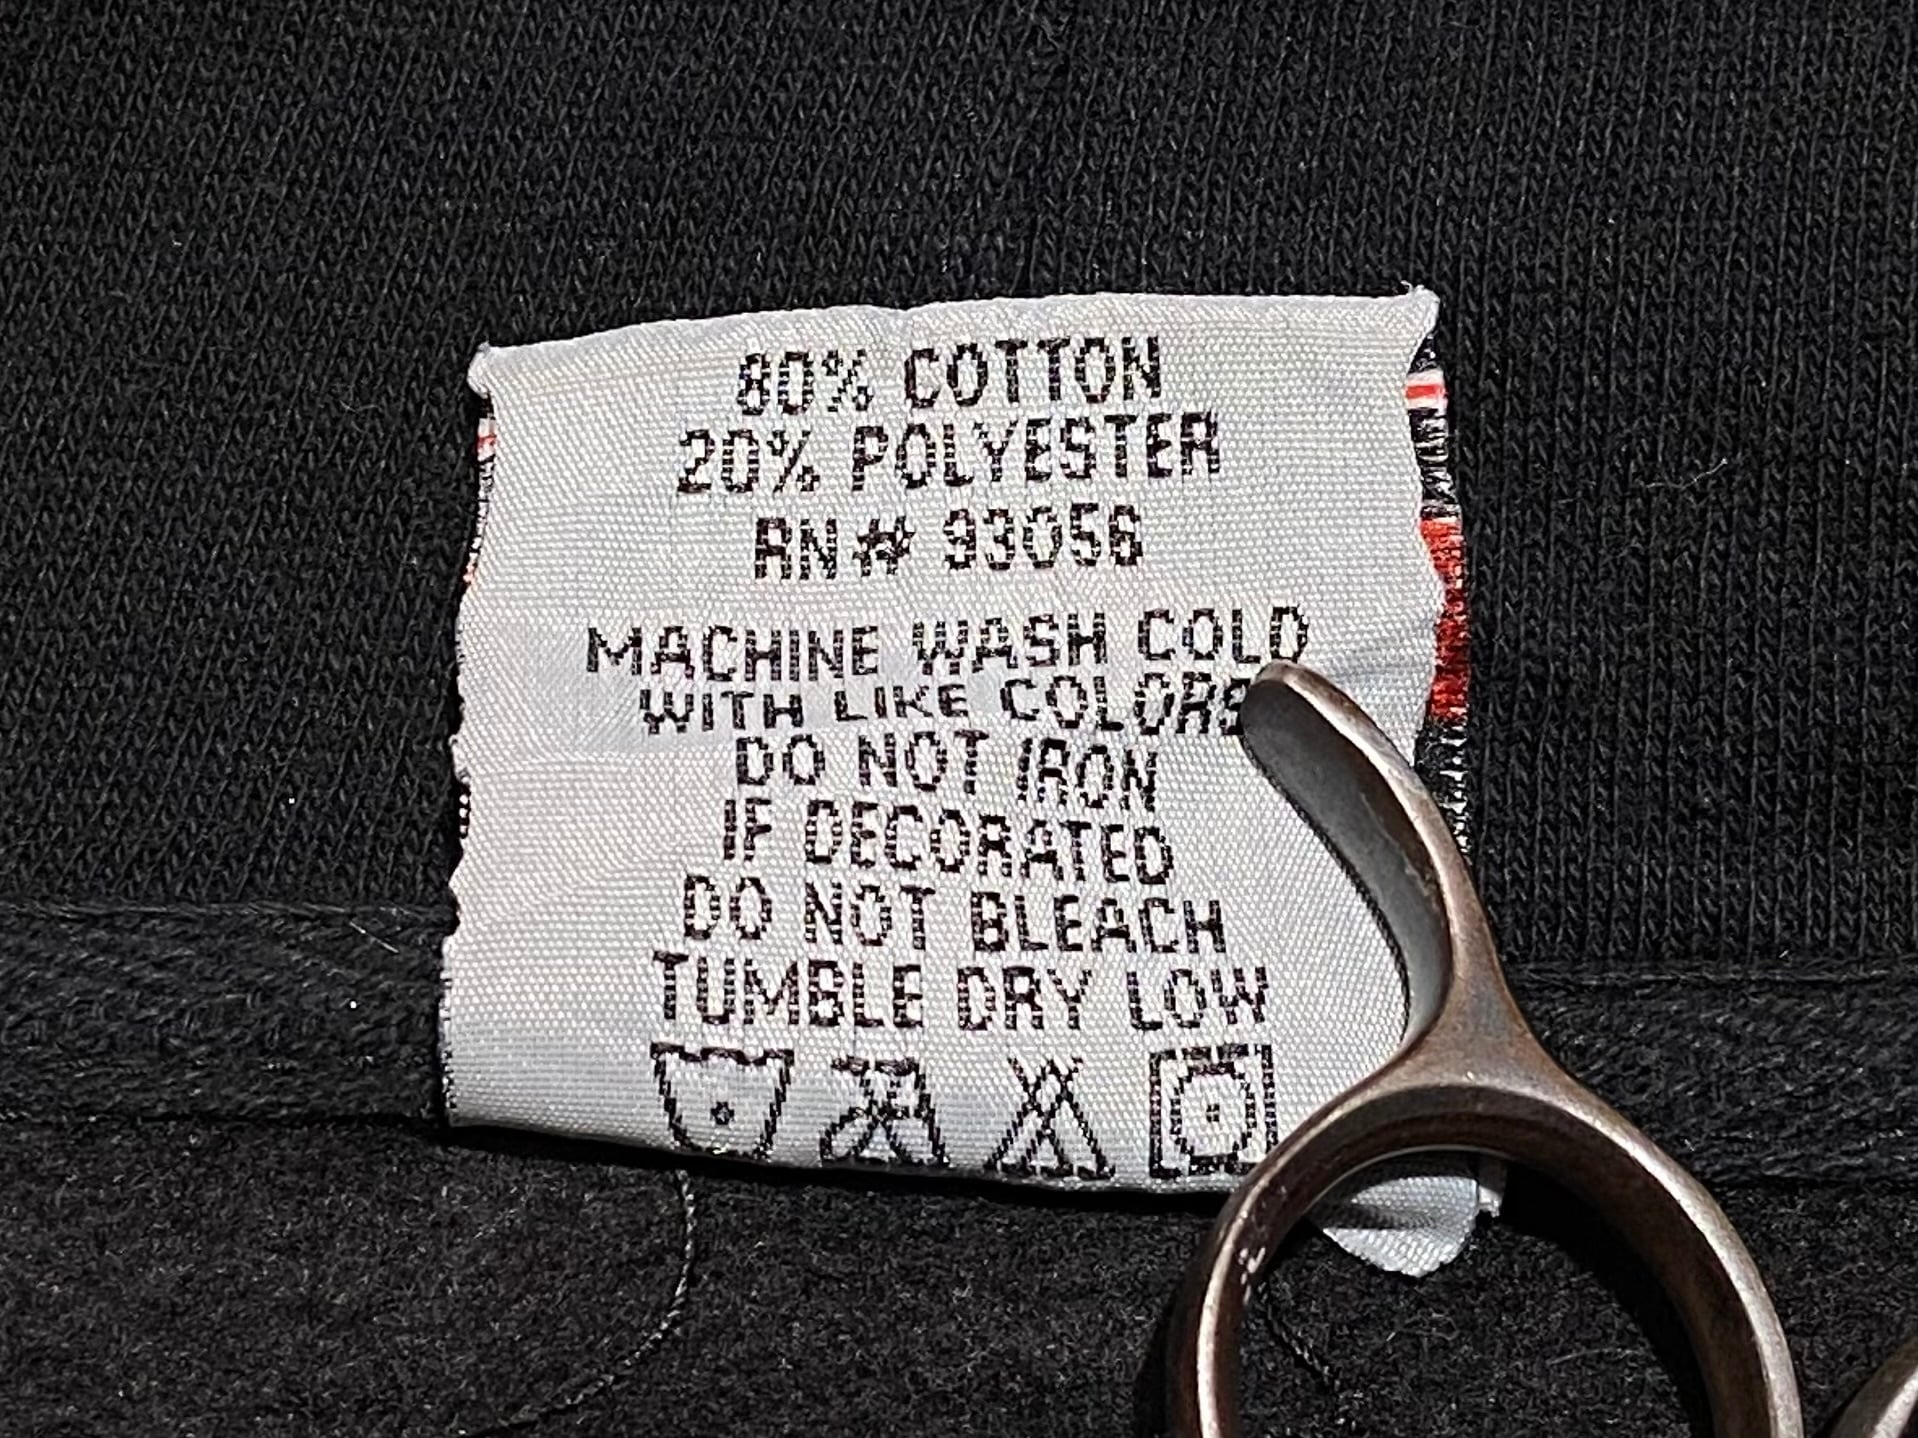 80% COTTON
20% POLYESTER
RN# 93056
MACHINE WASH COLD
WITH LIKE COLORS
DO NOT IRON
IF DECORATED
DO NOT BLEACH
TUMBLE DRY LOW